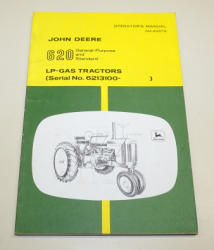 OPERATOR'S MANUAL
JOHN DEERE
620 General-Purpose
and
Standard
LP-GAS TRACTORS
(Serial No. 6213100- )